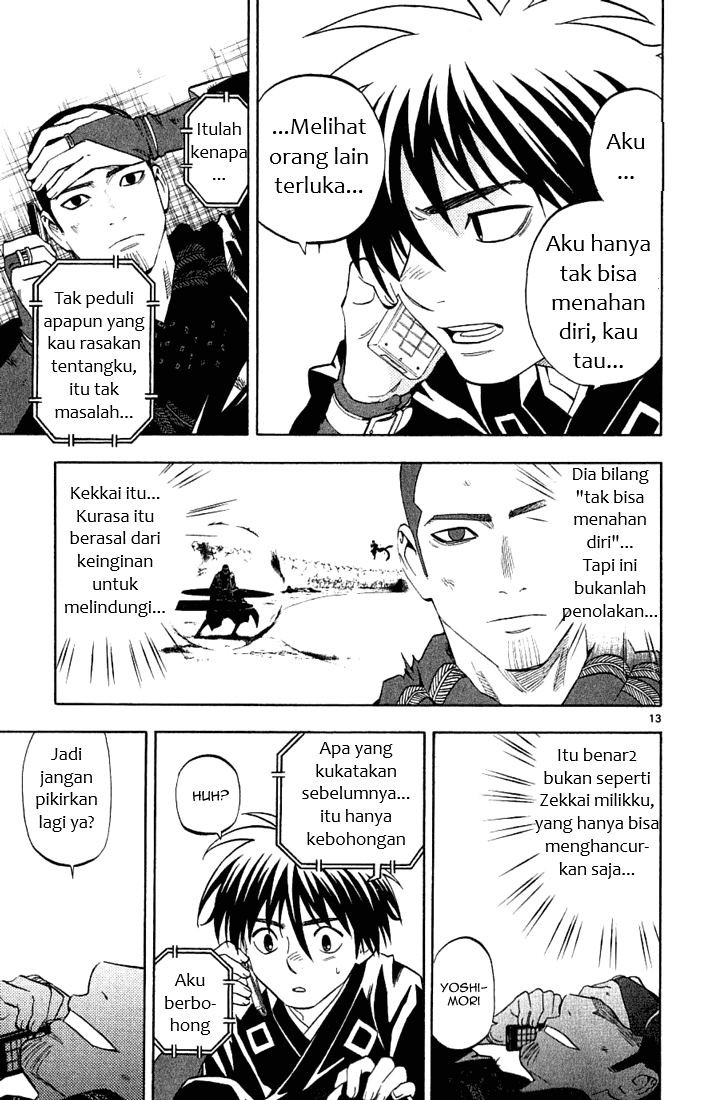 Aku
...
Aku hanya
tak bisa
menahan
diri, kau
tau...
...Melihat
orang lain
terluka...
Itulah
kenapa
...
Tak peduli
apapun yang
kau rasakan
tentangku,
itu tak
masalah...
Dia bilang
"tak bisa
menahan
diri"...
Tapi ini
bukanlah
penolakan...
Kekkai itu...
Kurasa itu
berasal dari
keinginan
untuk
melindungi...
13
Itu benar2
bukan seperti
Zekkai milikku,
yang hanya bisa
menghancur-
kan saja...
YOSHI-
MORI
Apa yang
kukatakan
sebelumnya...
itu hanya
kebohongan
HUH?
Aku
berbo-
hong
Jadi
jangan
pikirkan
lagi ya?